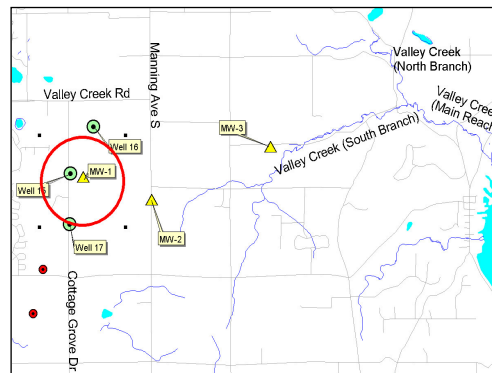 Valley Creek
(North Branch)
Valley Cree
(Main Reach
Valley Creek Rd
Manning Ave S
MW-3
Well 16
Valley Creek (South Branch)
MW-1
Well 15
MW-2
Well 17
Cottage Grove Dr.